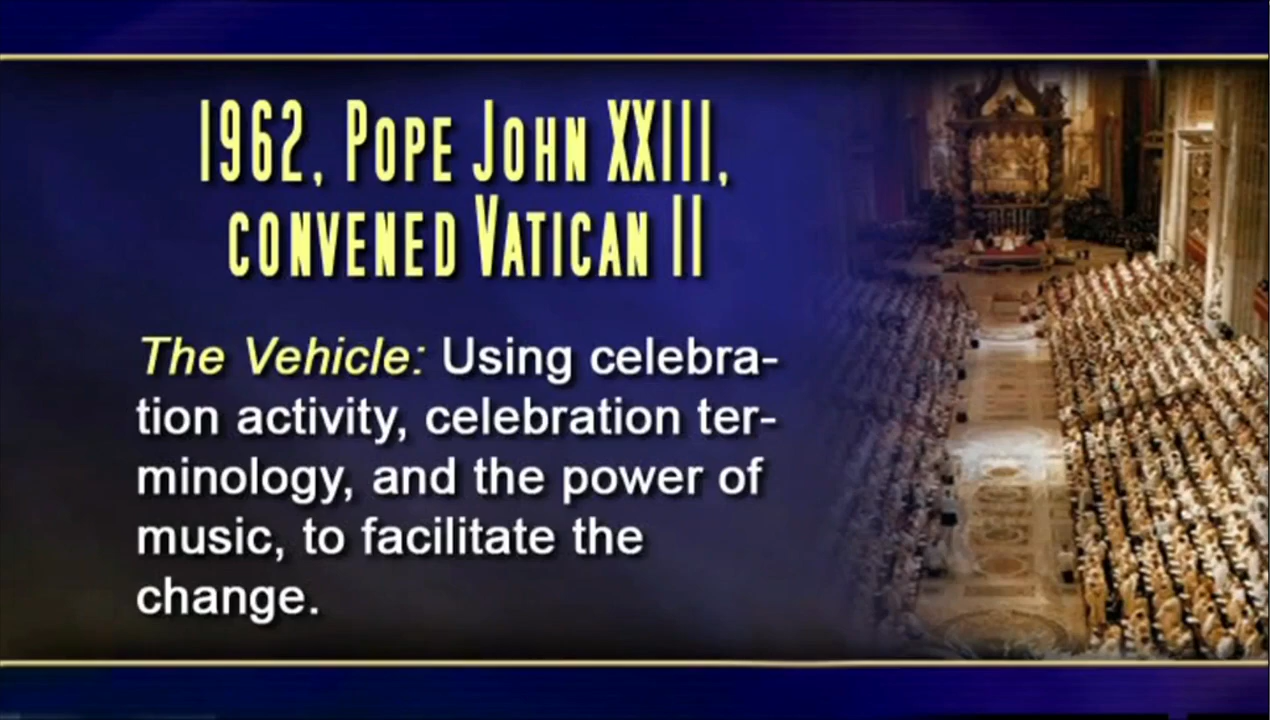 1962, Pope John XXIII,
convened Vatican II
The Vehicle: Using celebra-
tion activity, celebration ter-
minology, and the power of
music, to facilitate the
change.